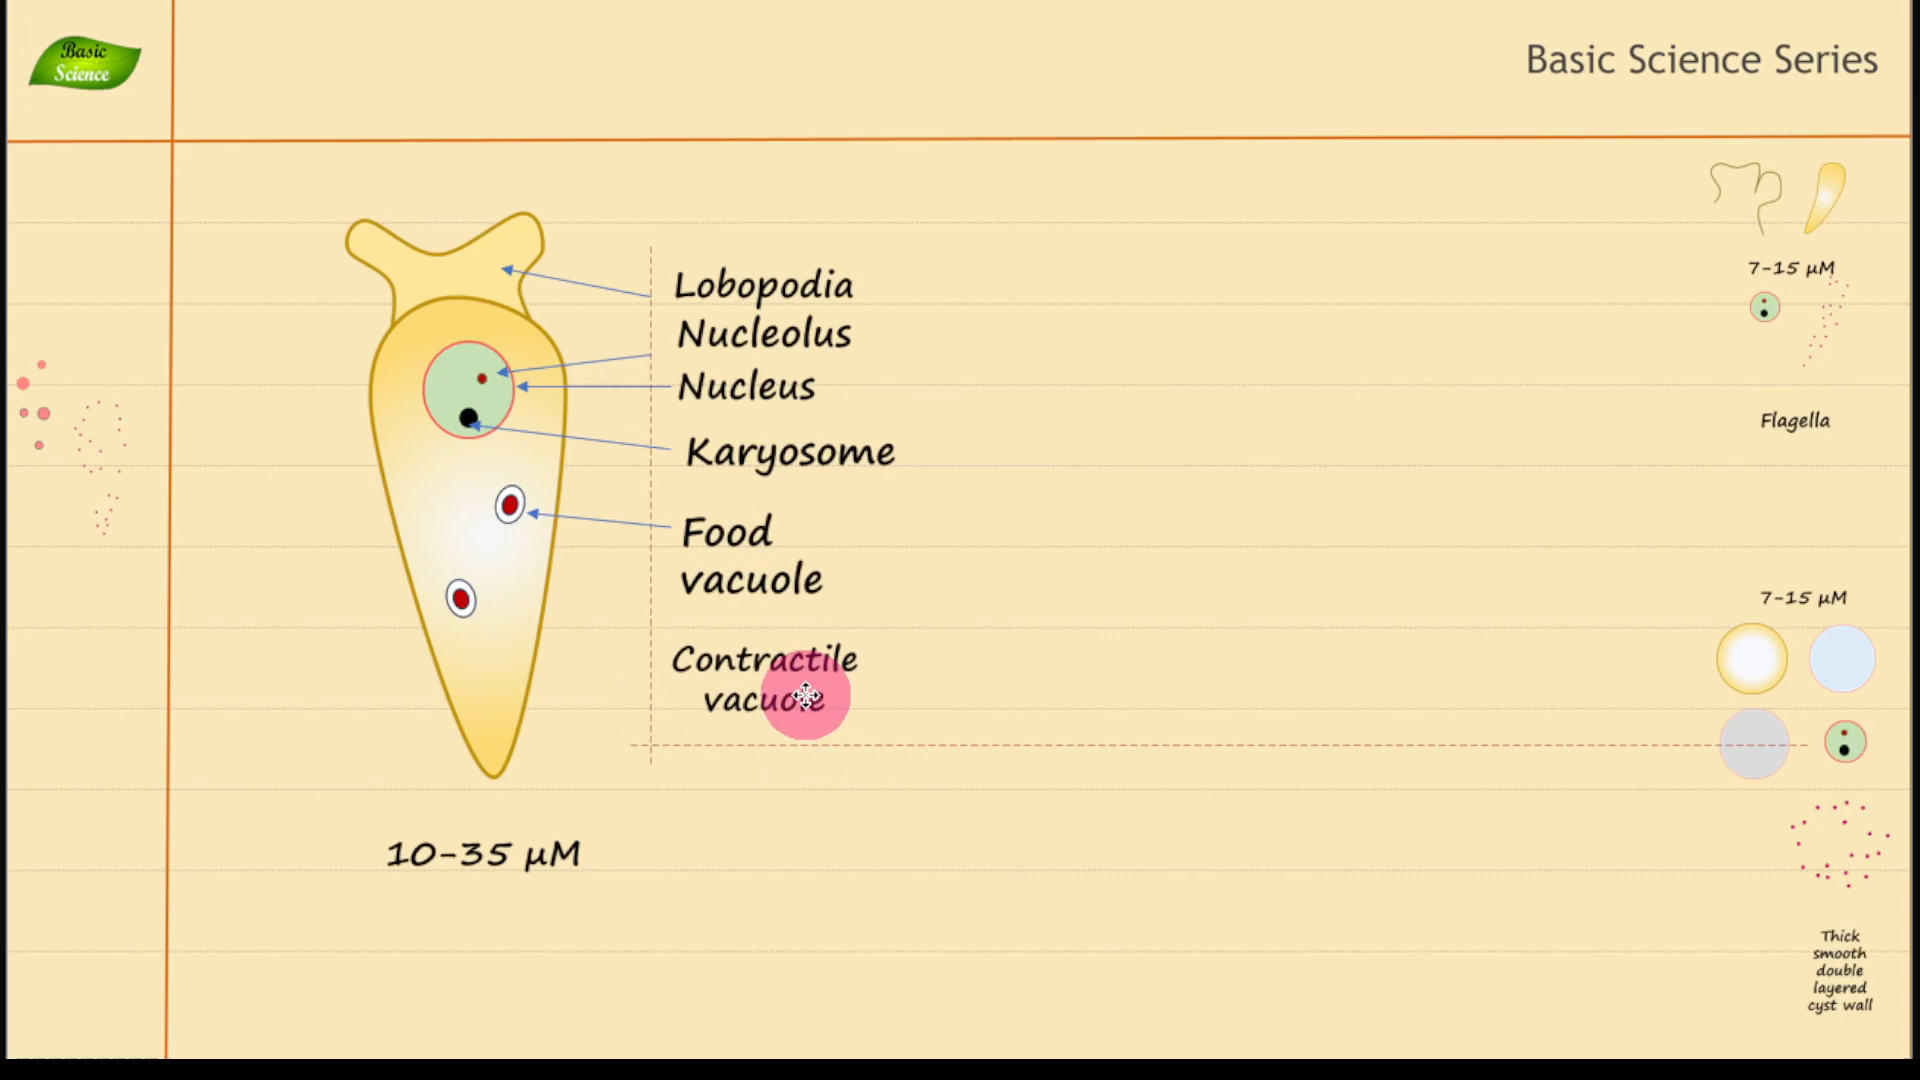 Basic
Science
Basic Science Series
Lobopodia
Nucleolus
Nucleus
Karyosome
Food
vacuole
Contractile
vacuole
10-35 µM
7-15 µM
Flagella
7-15 µM
Thick
smooth
double
layered
cyst wall